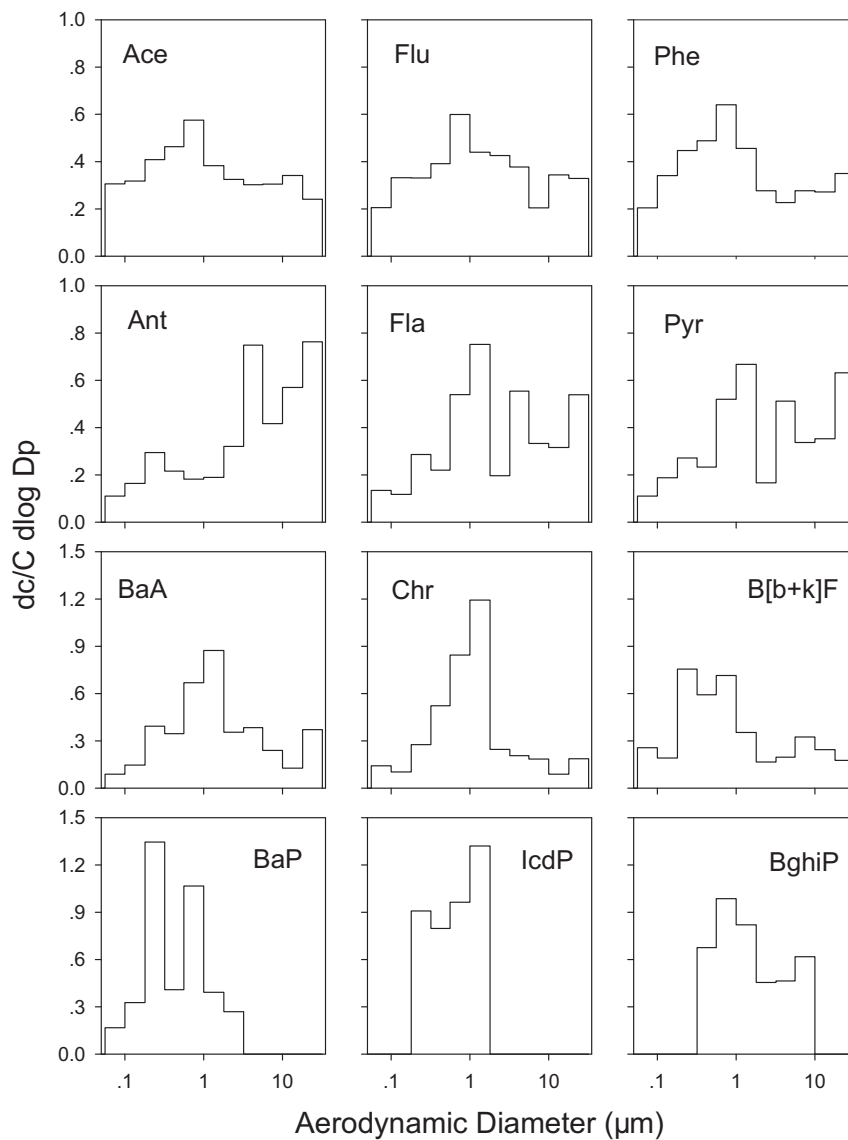 1.0
Ace
Flu
Phe
.8
.6
.4
.2
0.0
1.0
Ant
Fla
Pyr
.8
.6
.4
.2
0.0
dc/C dlog Dp
1.5
BaA
Chr
B[b+k]F
1.2
.9
.6
.3
0.0
1.5
BaP
IcdP
BghiP
1.2
.9
.6
.3
0.0
.1 1 10 .1 1 10 .1 1 10
Aerodynamic Diameter (μm)